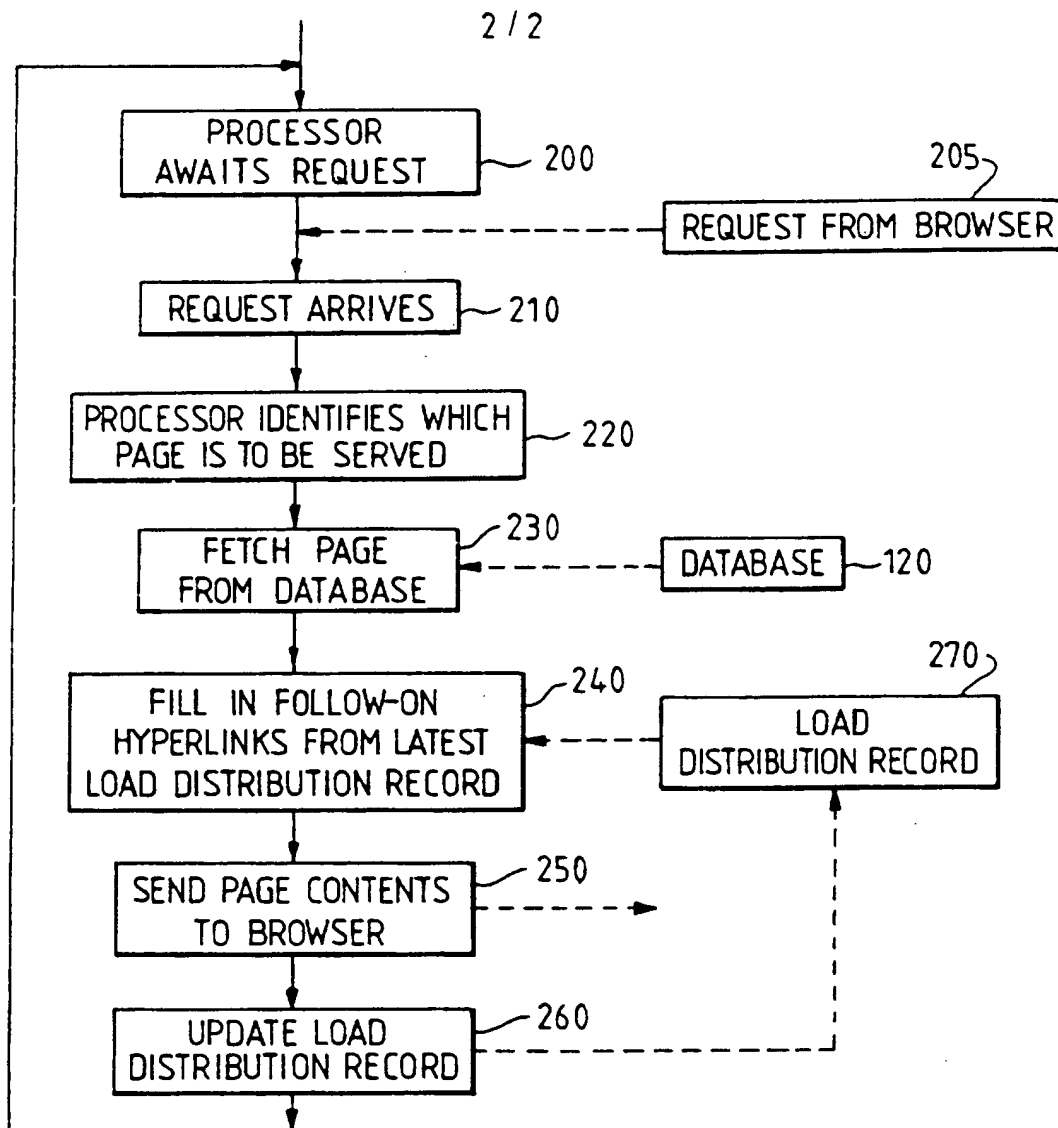 2 / 2
PROCESSOR
AWAITS REQUEST
200
205
REQUEST FROM BROWSER
REQUEST ARRIVES
210
PROCESSOR IDENTIFIES WHICH
PAGE IS TO BE SERVED
220
230
FETCH PAGE
FROM DATABASE
DATABASE
120
240
FILL IN FOLLOW-ON
HYPERLINKS FROM LATEST
LOAD DISTRIBUTION RECORD
270
LOAD
DISTRIBUTION RECORD
250
SEND PAGE CONTENTS
TO BROWSER
260
UPDATE LOAD
DISTRIBUTION RECORD